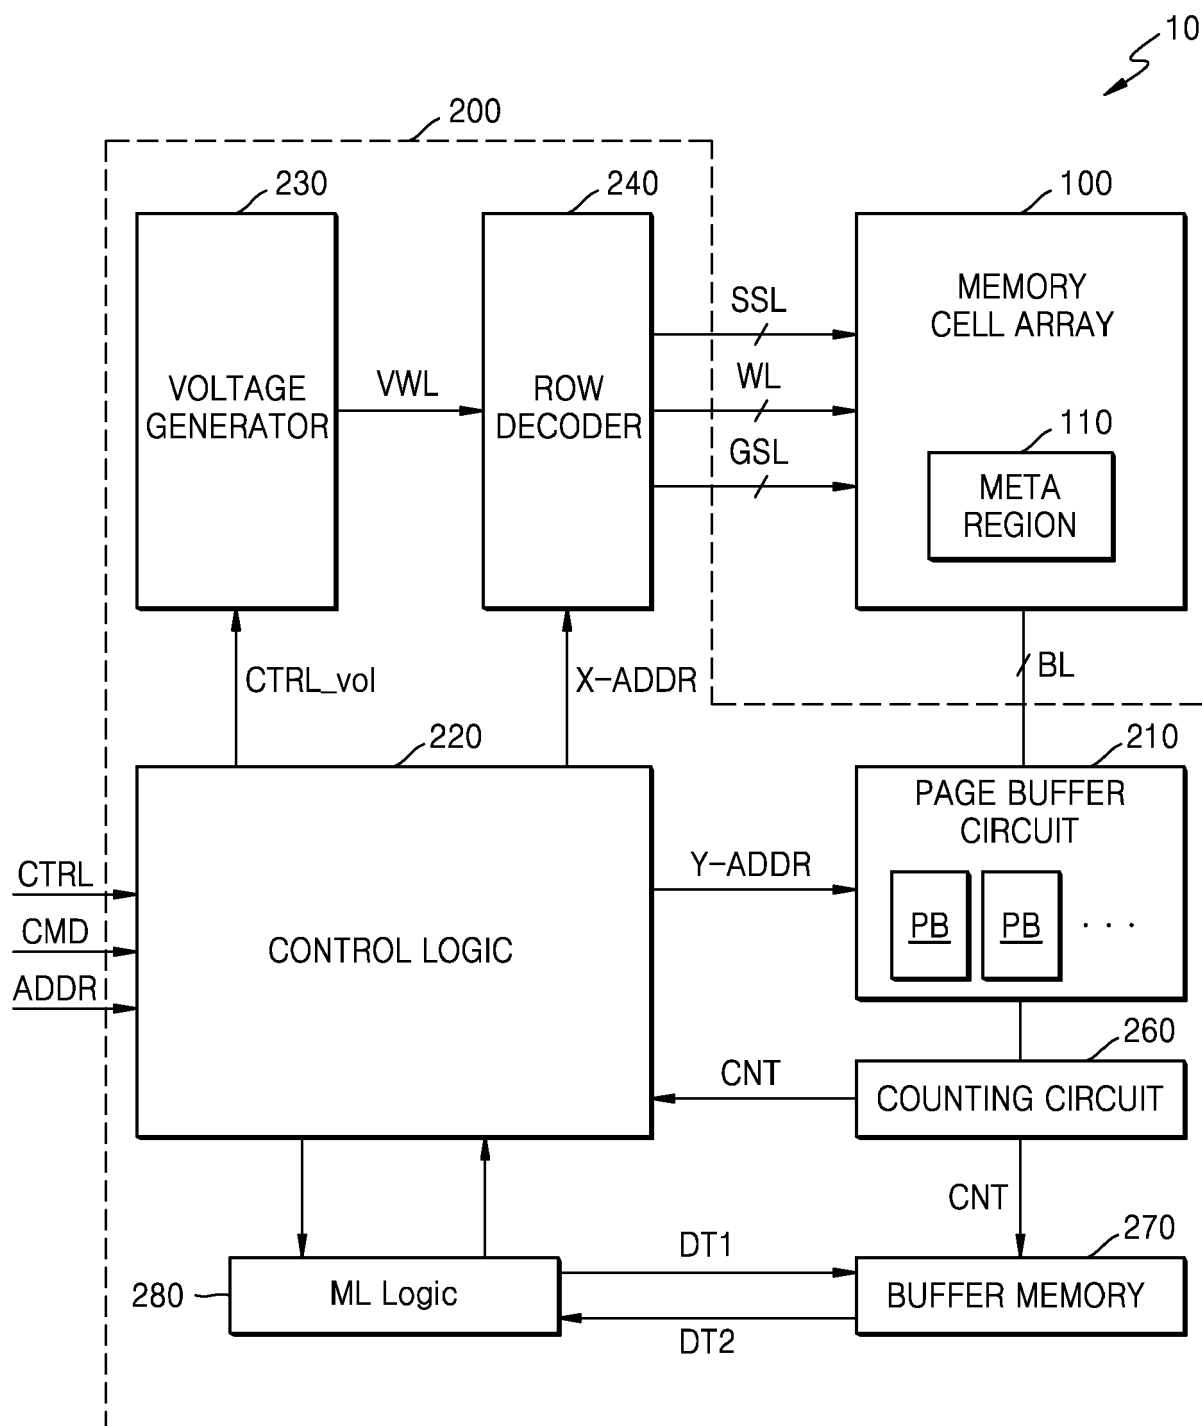 10
200
230
240
100
VOLTAGE
GENERATOR
VWL
ROW
DECODER
SSL
WL
GSL
MEMORY
CELL ARRAY
110
META
REGION
CTRL_vol
X-ADDR
BL
220
210
CTRL
CMD
ADDR
CONTROL LOGIC
Y-ADDR
PAGE BUFFER
CIRCUIT
PB
PB
. . .
260
CNT
COUNTING CIRCUIT
CNT
270
280
ML Logic
DT1
DT2
BUFFER MEMORY